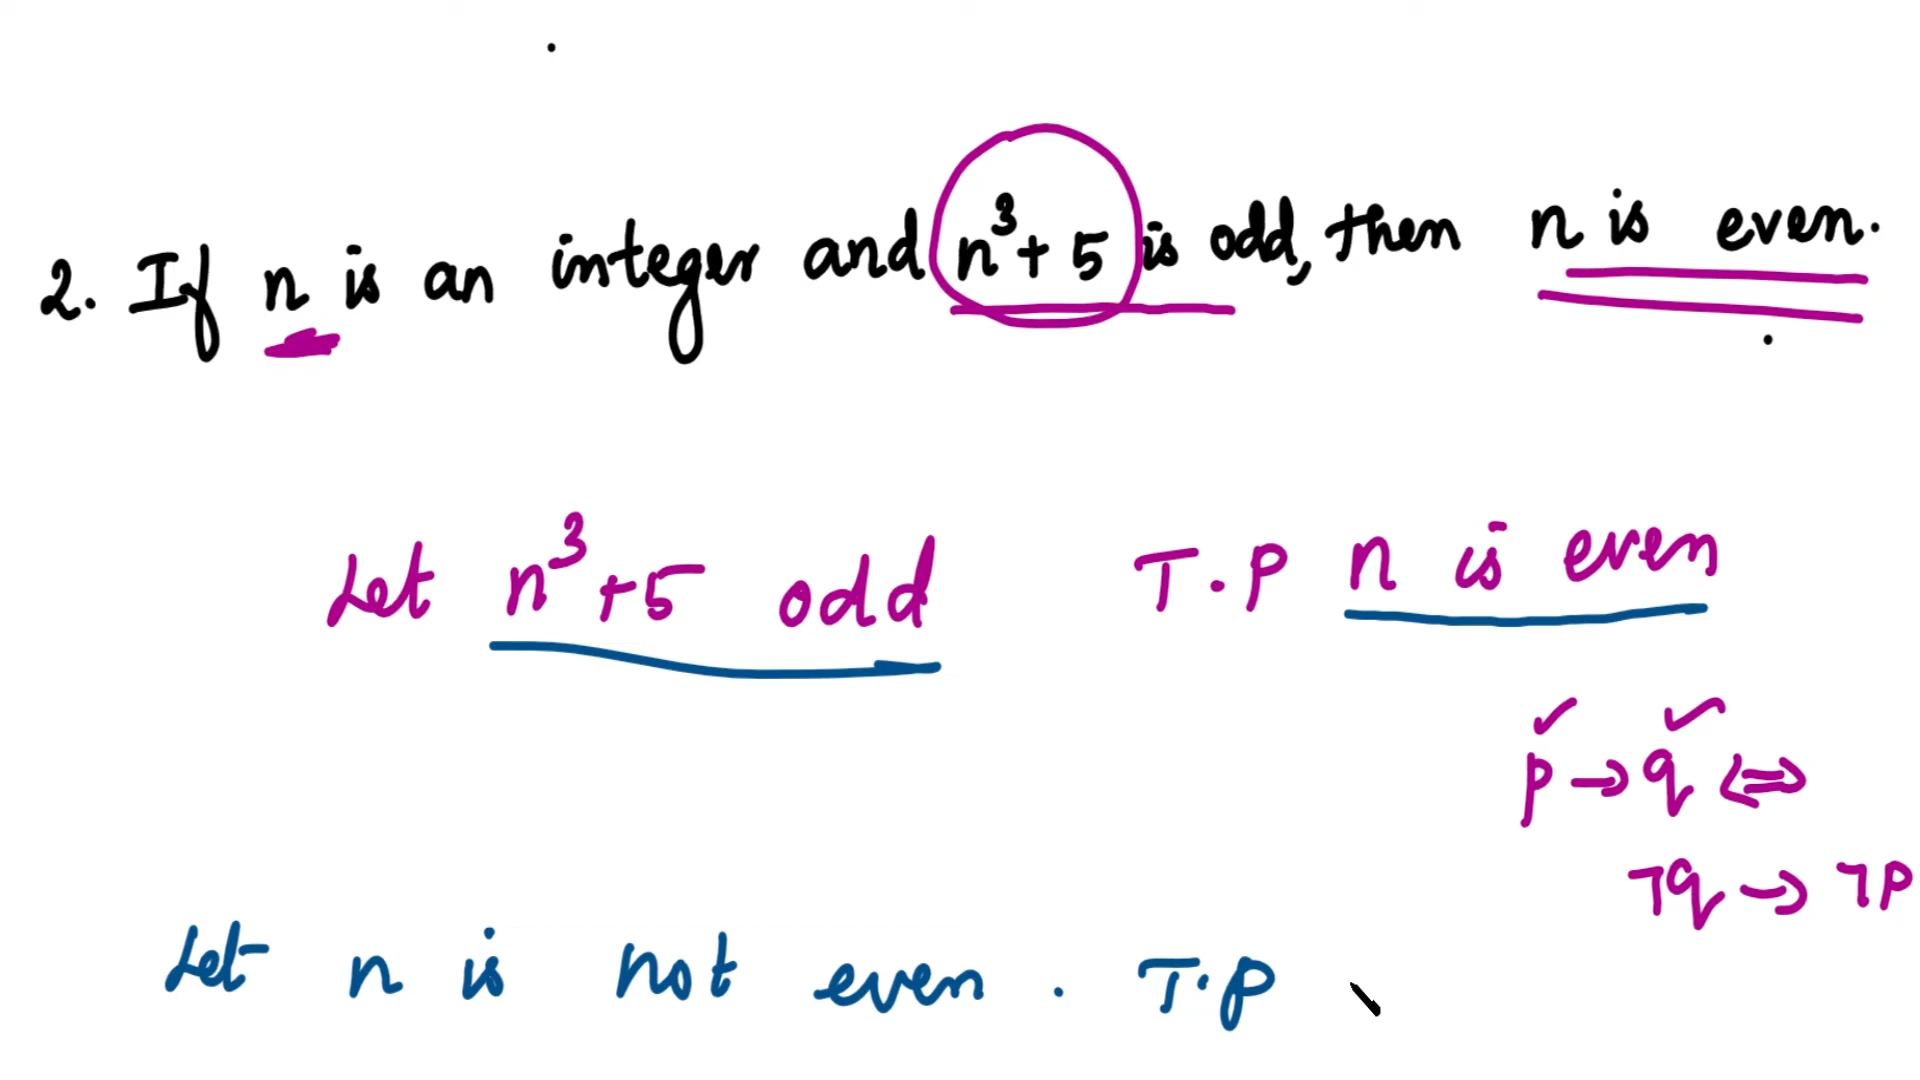 2. If n is an integer and n³+ 5 is odd, then n is even.
Let n³+5 odd T.P n is even
p → q ⇔
¬q → ¬p
Let n is not even. T.P